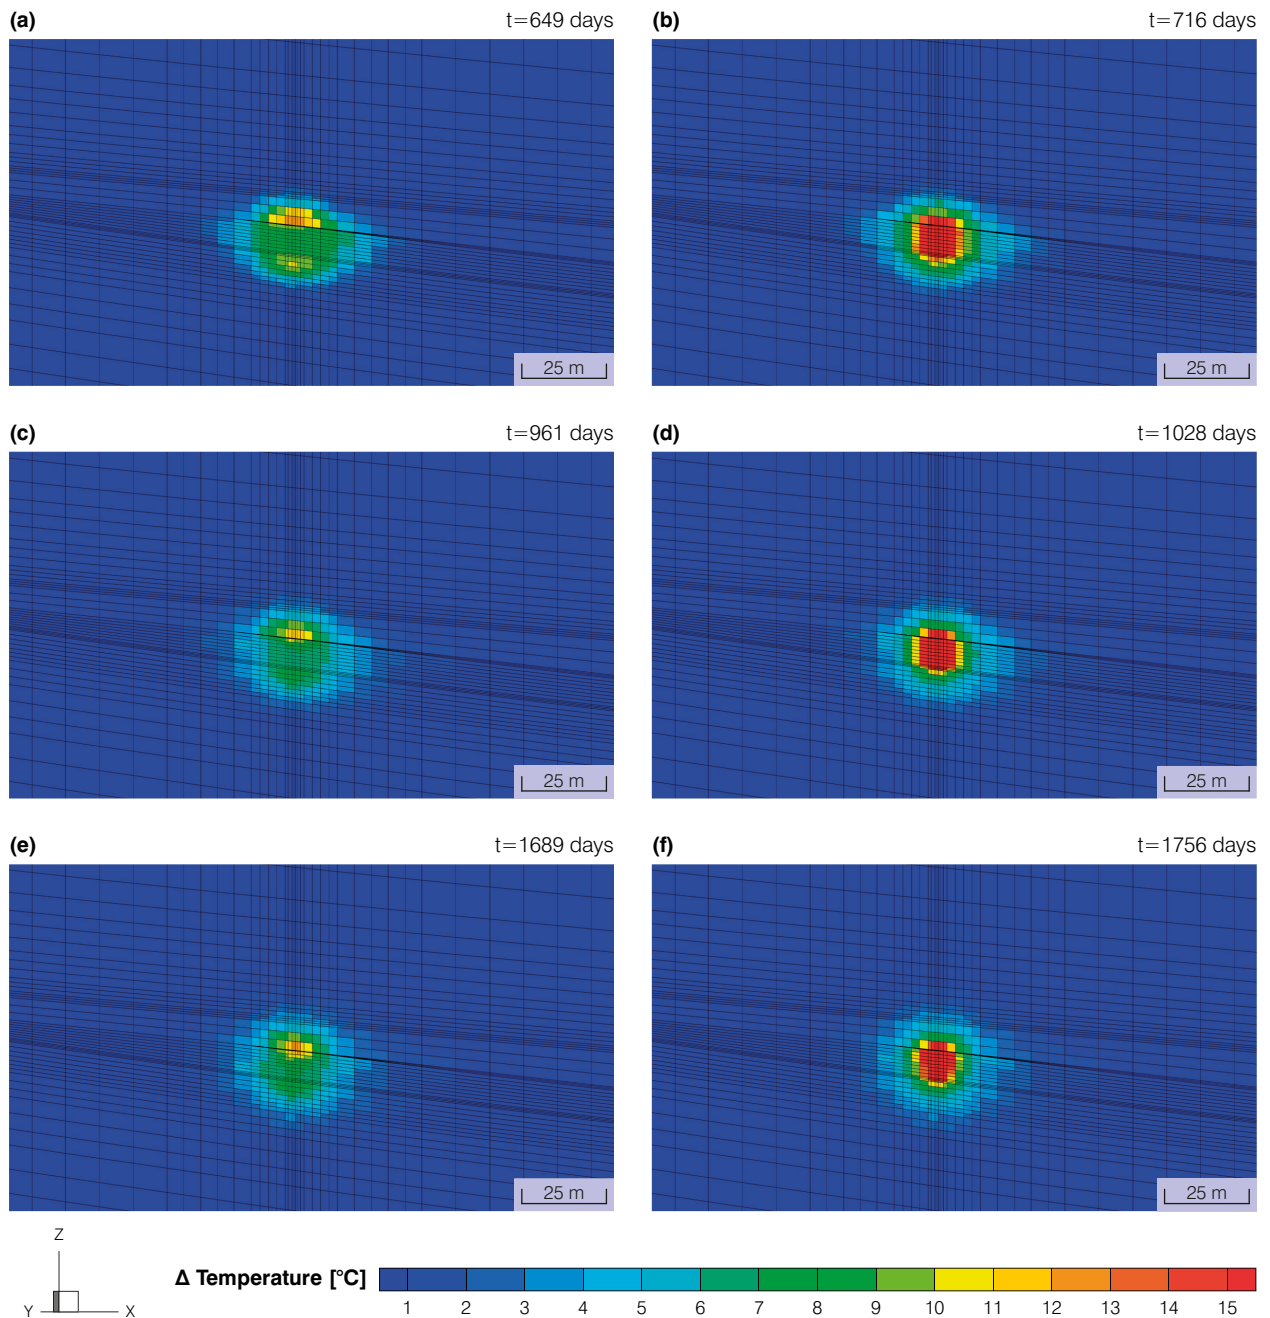 (a) t=649 days
(b) t=716 days
25 m
25 m
(c) t=961 days
(d) t=1028 days
25 m
25 m
(e) t=1689 days
(f) t=1756 days
25 m
25 m
Z
Y X
Δ Temperature [°C]
1 2 3 4 5 6 7 8 9 10 11 12 13 14 15